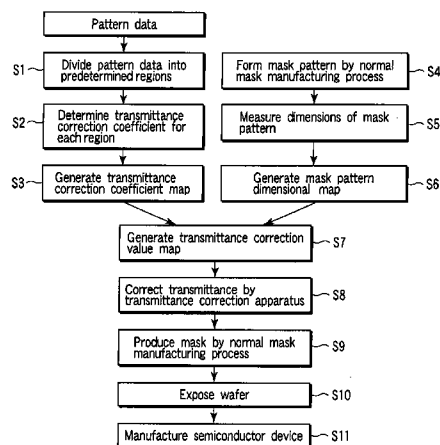 Pattern data
S1
Divide pattern data into
predetermined regions
S2
Determine transmittance
correction coefficient for
each region
S3
Generate transmittance
correction coefficient map
Form mask pattern by normal
mask manufacturing process
S4
Measure dimensions of mask
pattern
S5
Generate mask pattern
dimensional map
S6
Generate transmittance correction
value map
S7
Correct transmittance by
transmittance correction apparatus
S8
Produce mask by normal mask
manufacturing process
S9
Expose wafer
S10
Manufacture semiconductor device
S11